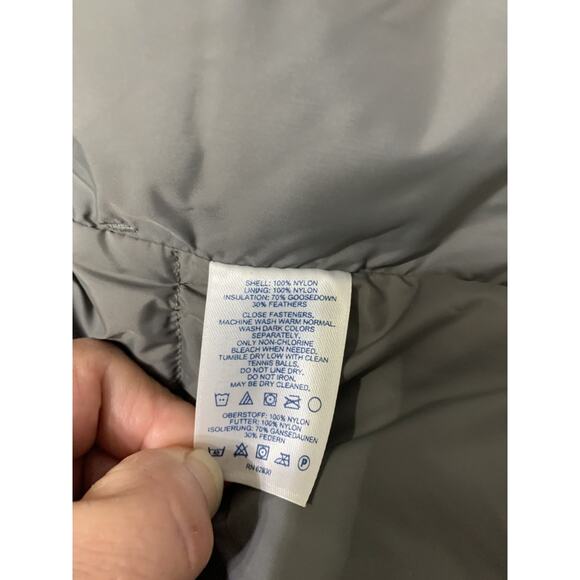 SHELL: 100% NYLON
LINING: 100% NYLON
INSULATION: 70% GOOSEDOWN
30% FEATHERS
CLOSE FASTENERS.
MACHINE WASH WARM NORMAL.
WASH DARK COLORS
SEPARATELY.
ONLY NON-CHLORINE
BLEACH WHEN NEEDED.
TUMBLE DRY LOW WITH CLEAN
TENNIS BALLS.
DO NOT LINE DRY.
DO NOT IRON.
MAY BE DRY CLEANED.
OBERSTOFF: 100% NYLON
FUTTER: 100% NYLON
ISOLIERUNG: 70% GÄNSEDAUNEN
30% FEDERN
P
RN 62830